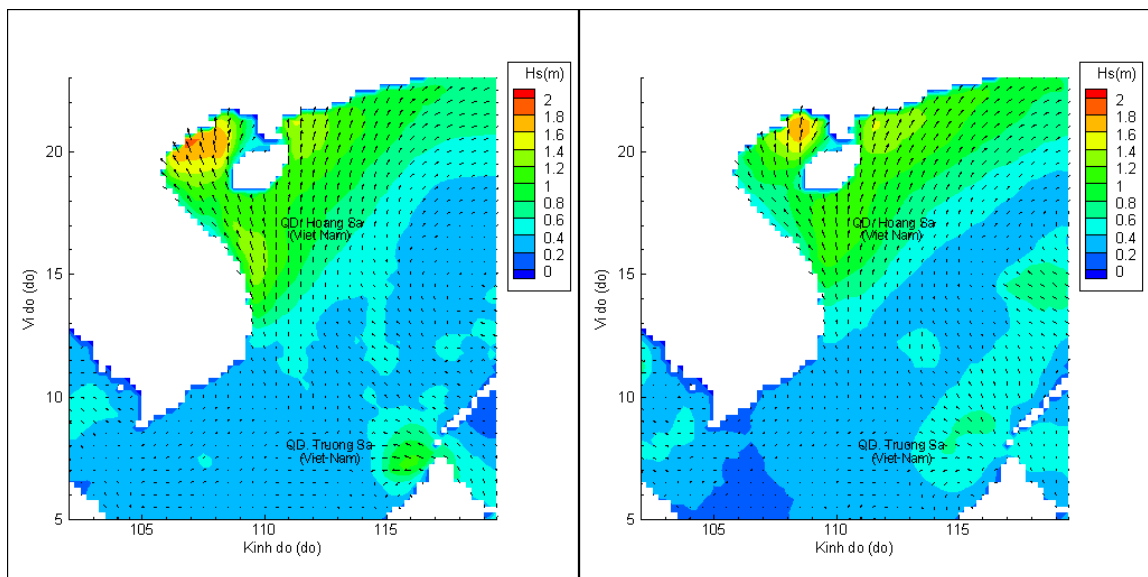 Hs(m)
2
1.8
1.6
1.4
1.2
1
0.8
0.6
0.4
0.2
0
20
15
10
5
Vi do (do)
QD. Hoang Sa
(Viet Nam)
QD. Truong Sa
(Viet Nam)
105
110
115
Kinh do (do)
Hs(m)
2
1.8
1.6
1.4
1.2
1
0.8
0.6
0.4
0.2
0
20
15
10
5
Vi do (do)
QD. Hoang Sa
(Viet Nam)
QD. Truong Sa
(Viet Nam)
105
110
115
Kinh do (do)